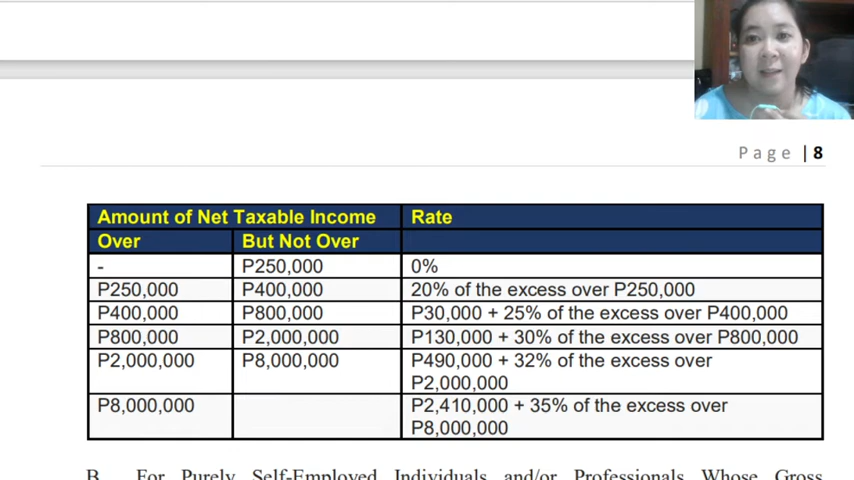 Page | 8
Amount of Net Taxable Income Rate
Over But Not Over
- P250,000 0%
P250,000 P400,000 20% of the excess over P250,000
P400,000 P800,000 P30,000 + 25% of the excess over P400,000
P800,000 P2,000,000 P130,000 + 30% of the excess over P800,000
P2,000,000 P8,000,000 P490,000 + 32% of the excess over
P2,000,000
P8,000,000 P2,410,000 + 35% of the excess over
P8,000,000
B. For Purely Self-Employed Individuals and/or Professionals Whose Gross